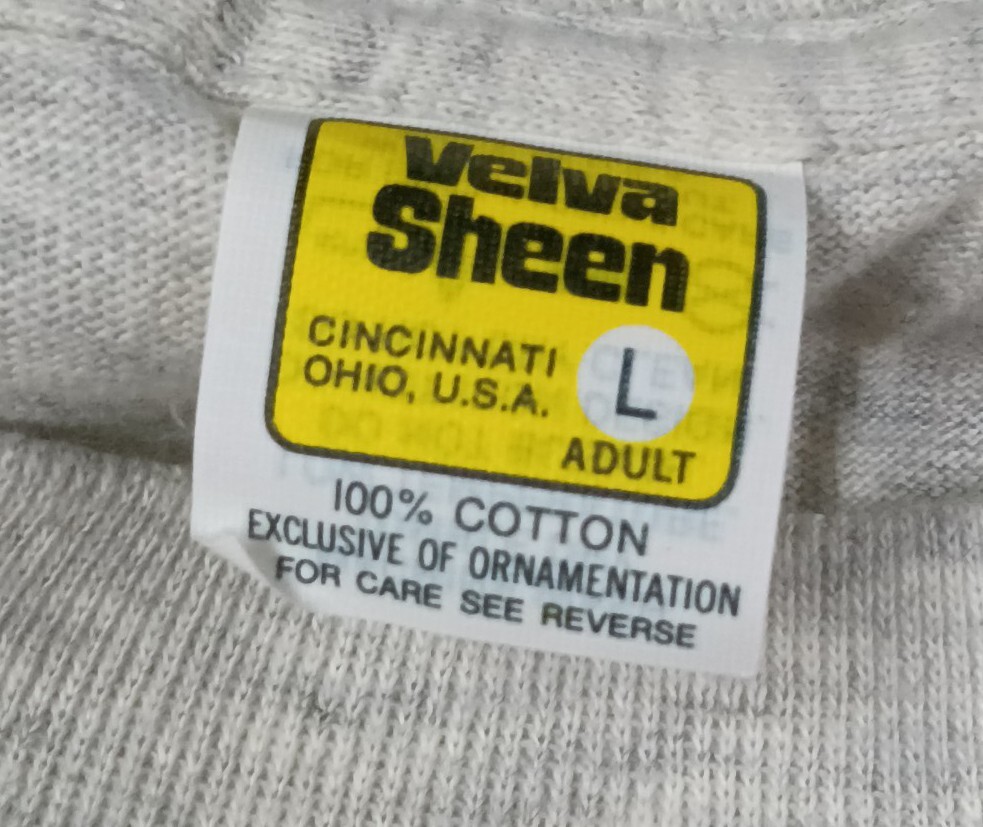 Velva
Sheen
CINCINNATI
OHIO, U.S.A.
L
ADULT
100% COTTON
EXCLUSIVE OF ORNAMENTATION
FOR CARE SEE REVERSE